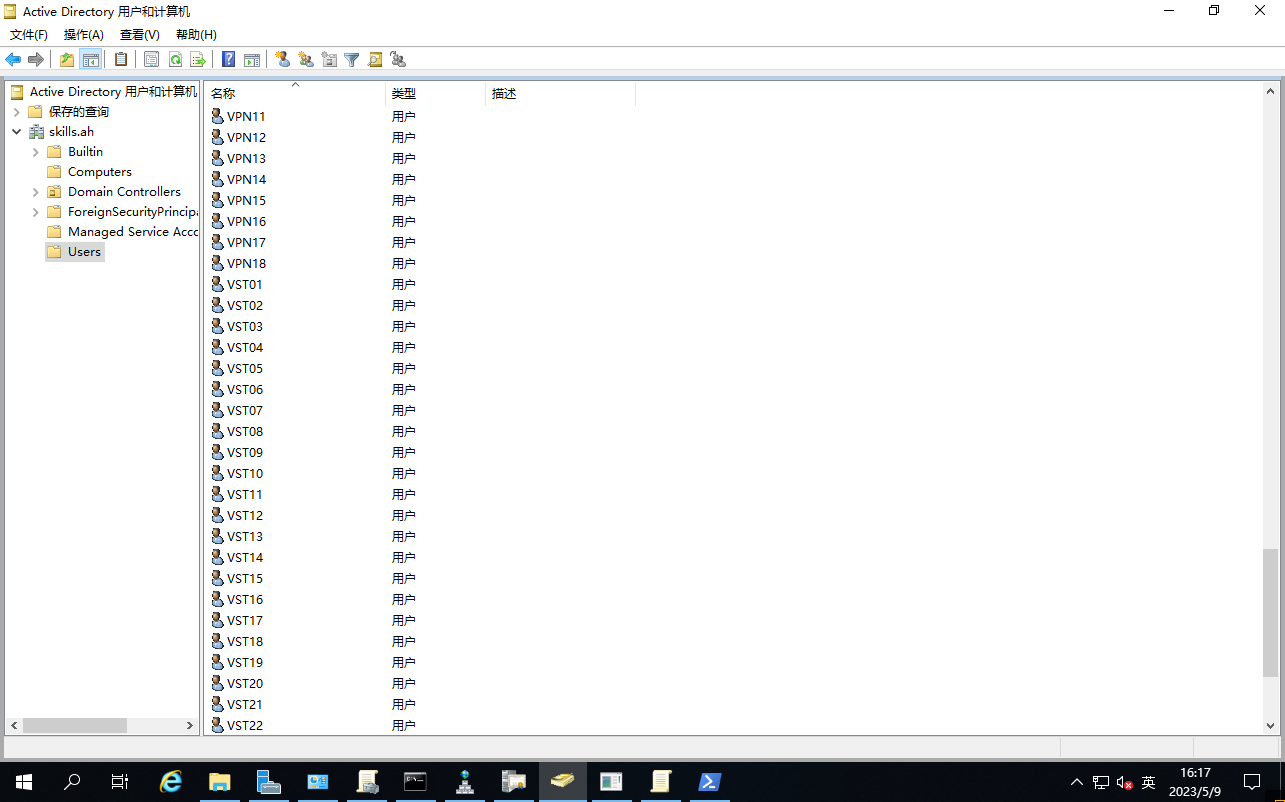 Active Directory 用户和计算机
文件(F) 操作(A) 查看(V) 帮助(H)
Active Directory 用户和计算机
保存的查询
skills.ah
Builtin
Computers
Domain Controllers
ForeignSecurityPrincipa
Managed Service Acco
Users
名称 类型 描述
VPN11 用户
VPN12 用户
VPN13 用户
VPN14 用户
VPN15 用户
VPN16 用户
VPN17 用户
VPN18 用户
VST01 用户
VST02 用户
VST03 用户
VST04 用户
VST05 用户
VST06 用户
VST07 用户
VST08 用户
VST09 用户
VST10 用户
VST11 用户
VST12 用户
VST13 用户
VST14 用户
VST15 用户
VST16 用户
VST17 用户
VST18 用户
VST19 用户
VST20 用户
VST21 用户
VST22 用户
英
16:17
2023/5/9